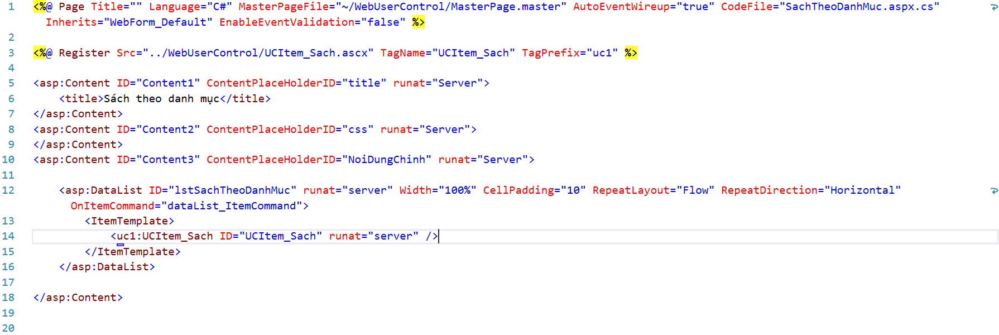 1 <%@ Page Title="" Language="C#" MasterPageFile="~/WebUserControl/MasterPage.master" AutoEventWireup="true" CodeFile="SachTheoDanhMuc.aspx.cs"
Inherits="WebForm_Default" EnableEventValidation="false" %>
2
3 <%@ Register Src="../WebUserControl/UCItem_Sach.ascx" TagName="UCItem_Sach" TagPrefix="uc1" %>
4
5 <asp:Content ID="Content1" ContentPlaceHolderID="title" runat="Server">
6 <title>Sách theo danh mục</title>
7 </asp:Content>
8 <asp:Content ID="Content2" ContentPlaceHolderID="css" runat="Server">
9 </asp:Content>
10 <asp:Content ID="Content3" ContentPlaceHolderID="NoiDungChinh" runat="Server">
11
12 <asp:DataList ID="lstSachTheoDanhMuc" runat="server" Width="100%" CellPadding="10" RepeatLayout="Flow" RepeatDirection="Horizontal"
OnItemCommand="dataList_ItemCommand">
13 <ItemTemplate>
14 <uc1:UCItem_Sach ID="UCItem_Sach" runat="server" />
15 </ItemTemplate>
16 </asp:DataList>
17
18 </asp:Content>
19
20